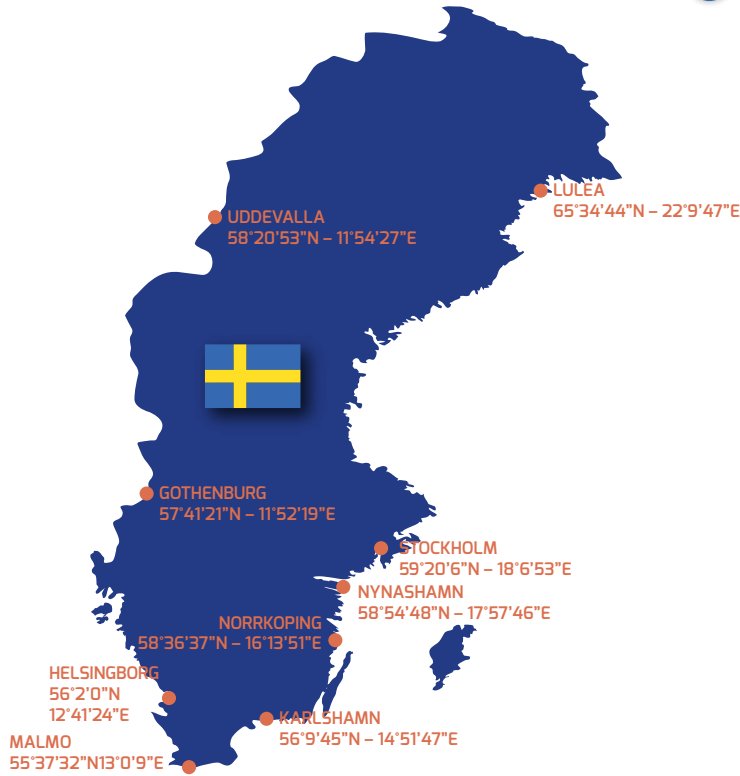 LULEA
65°34'44”N – 22°9'47”E
UDDEVALLA
58°20'53”N – 11°54'27”E
GOTHENBURG
57°41'21”N – 11°52'19”E
STOCKHOLM
59°20'6”N – 18°6'53”E
NYNASHAMN
58°54'48”N – 17°57'46”E
NORRKOPING
58°36'37”N – 16°13'51”E
HELSINGBORG
56°2'0”N
12°41'24”E
KARLSHAMN
56°9'45”N – 14°51'47”E
MALMO
55°37'32”N13°0'9”E